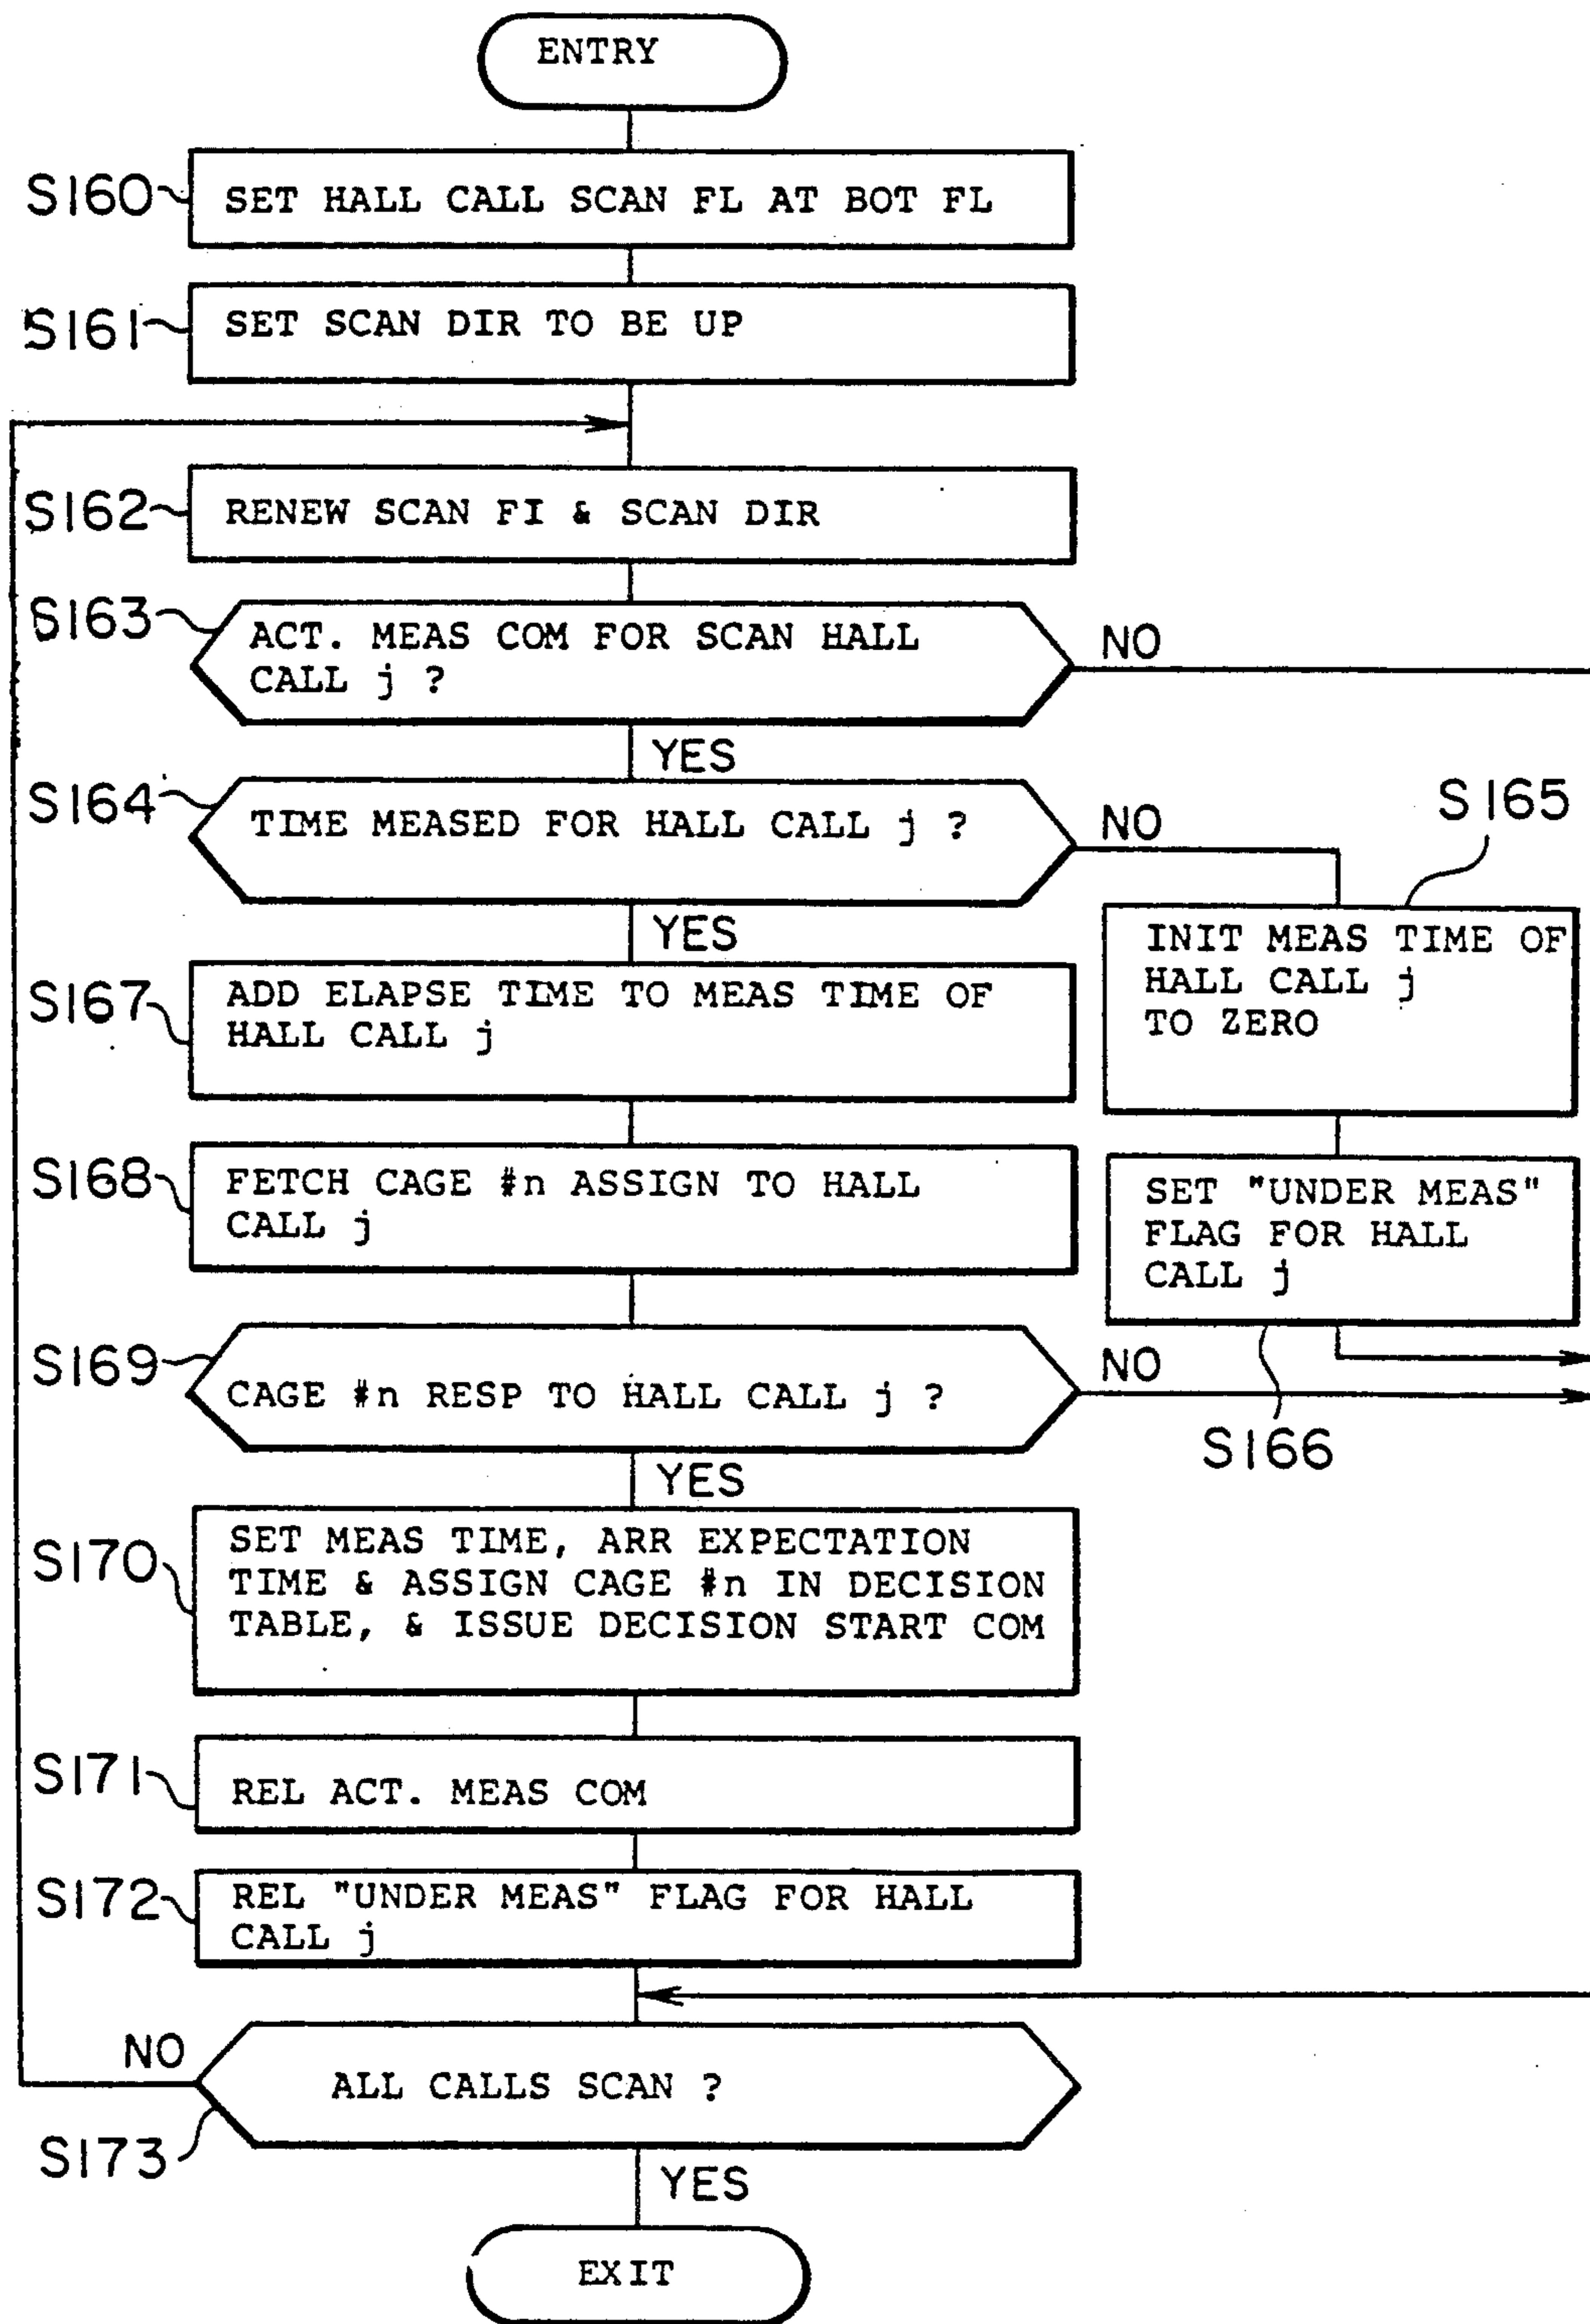 ENTRY
S160
SET HALL CALL SCAN FL AT BOT FL
S161
SET SCAN DIR TO BE UP
S162
RENEW SCAN FI & SCAN DIR
S163
ACT. MEAS COM FOR SCAN HALL
CALL j ?
NO
YES
S164
TIME MEASED FOR HALL CALL j ?
NO
S165
YES
INIT MEAS TIME OF
HALL CALL j
TO ZERO
S167
ADD ELAPSE TIME TO MEAS TIME OF
HALL CALL j
S168
FETCH CAGE #n ASSIGN TO HALL
CALL j
SET "UNDER MEAS"
FLAG FOR HALL
CALL j
S166
S169
CAGE #n RESP TO HALL CALL j ?
NO
YES
S170
SET MEAS TIME, ARR EXPECTATION
TIME & ASSIGN CAGE #n IN DECISION
TABLE, & ISSUE DECISION START COM
S171
REL ACT. MEAS COM
S172
REL "UNDER MEAS" FLAG FOR HALL
CALL j
NO
ALL CALLS SCAN ?
S173
YES
EXIT